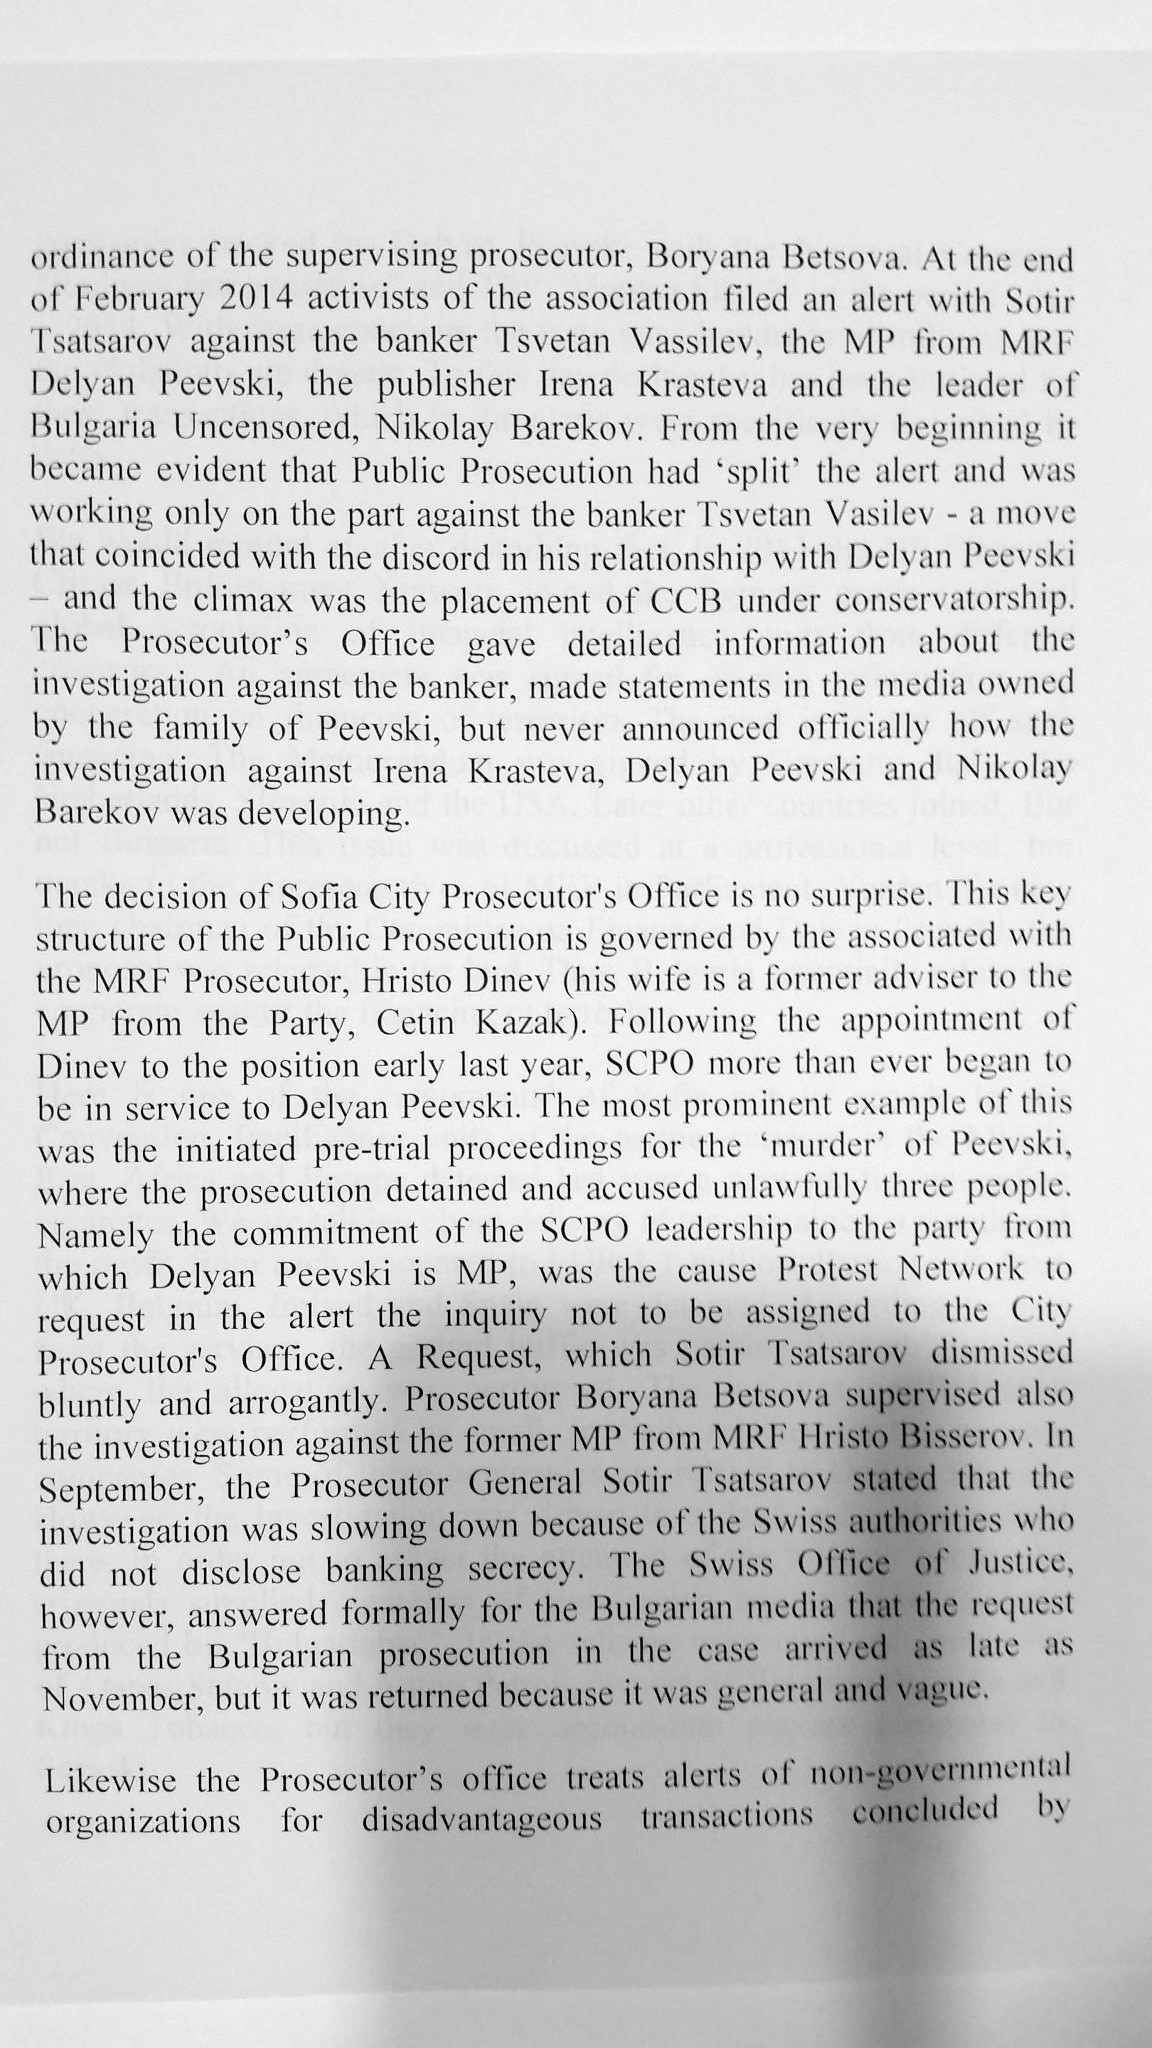 ordinance of the supervising prosecutor, Boryana Betsova. At the end
of February 2014 activists of the association filed an alert with Sotir
Tsatsarov against the banker Tsvetan Vassilev, the MP from MRF
Delyan Peevski, the publisher Irena Krasteva and the leader of
Bulgaria Uncensored, Nikolay Barekov. From the very beginning it
became evident that Public Prosecution had ‘split’ the alert and was
working only on the part against the banker Tsvetan Vasilev - a move
that coincided with the discord in his relationship with Delyan Peevski
– and the climax was the placement of CCB under conservatorship.
The Prosecutor’s Office gave detailed information about the
investigation against the banker, made statements in the media owned
by the family of Peevski, but never announced officially how the
investigation against Irena Krasteva, Delyan Peevski and Nikolay
Barekov was developing.
The decision of Sofia City Prosecutor's Office is no surprise. This key
structure of the Public Prosecution is governed by the associated with
the MRF Prosecutor, Hristo Dinev (his wife is a former adviser to the
MP from the Party, Cetin Kazak). Following the appointment of
Dinev to the position early last year, SCPO more than ever began to
be in service to Delyan Peevski. The most prominent example of this
was the initiated pre-trial proceedings for the ‘murder’ of Peevski,
where the prosecution detained and accused unlawfully three people.
Namely the commitment of the SCPO leadership to the party from
which Delyan Peevski is MP, was the cause Protest Network to
request in the alert the inquiry not to be assigned to the City
Prosecutor's Office. A Request, which Sotir Tsatsarov dismissed
bluntly and arrogantly. Prosecutor Boryana Betsova supervised also
the investigation against the former MP from MRF Hristo Bisserov. In
September, the Prosecutor General Sotir Tsatsarov stated that the
investigation was slowing down because of the Swiss authorities who
did not disclose banking secrecy. The Swiss Office of Justice,
however, answered formally for the Bulgarian media that the request
from the Bulgarian prosecution in the case arrived as late as
November, but it was returned because it was general and vague.
Likewise the Prosecutor’s office treats alerts of non-governmental
organizations for disadvantageous transactions concluded by